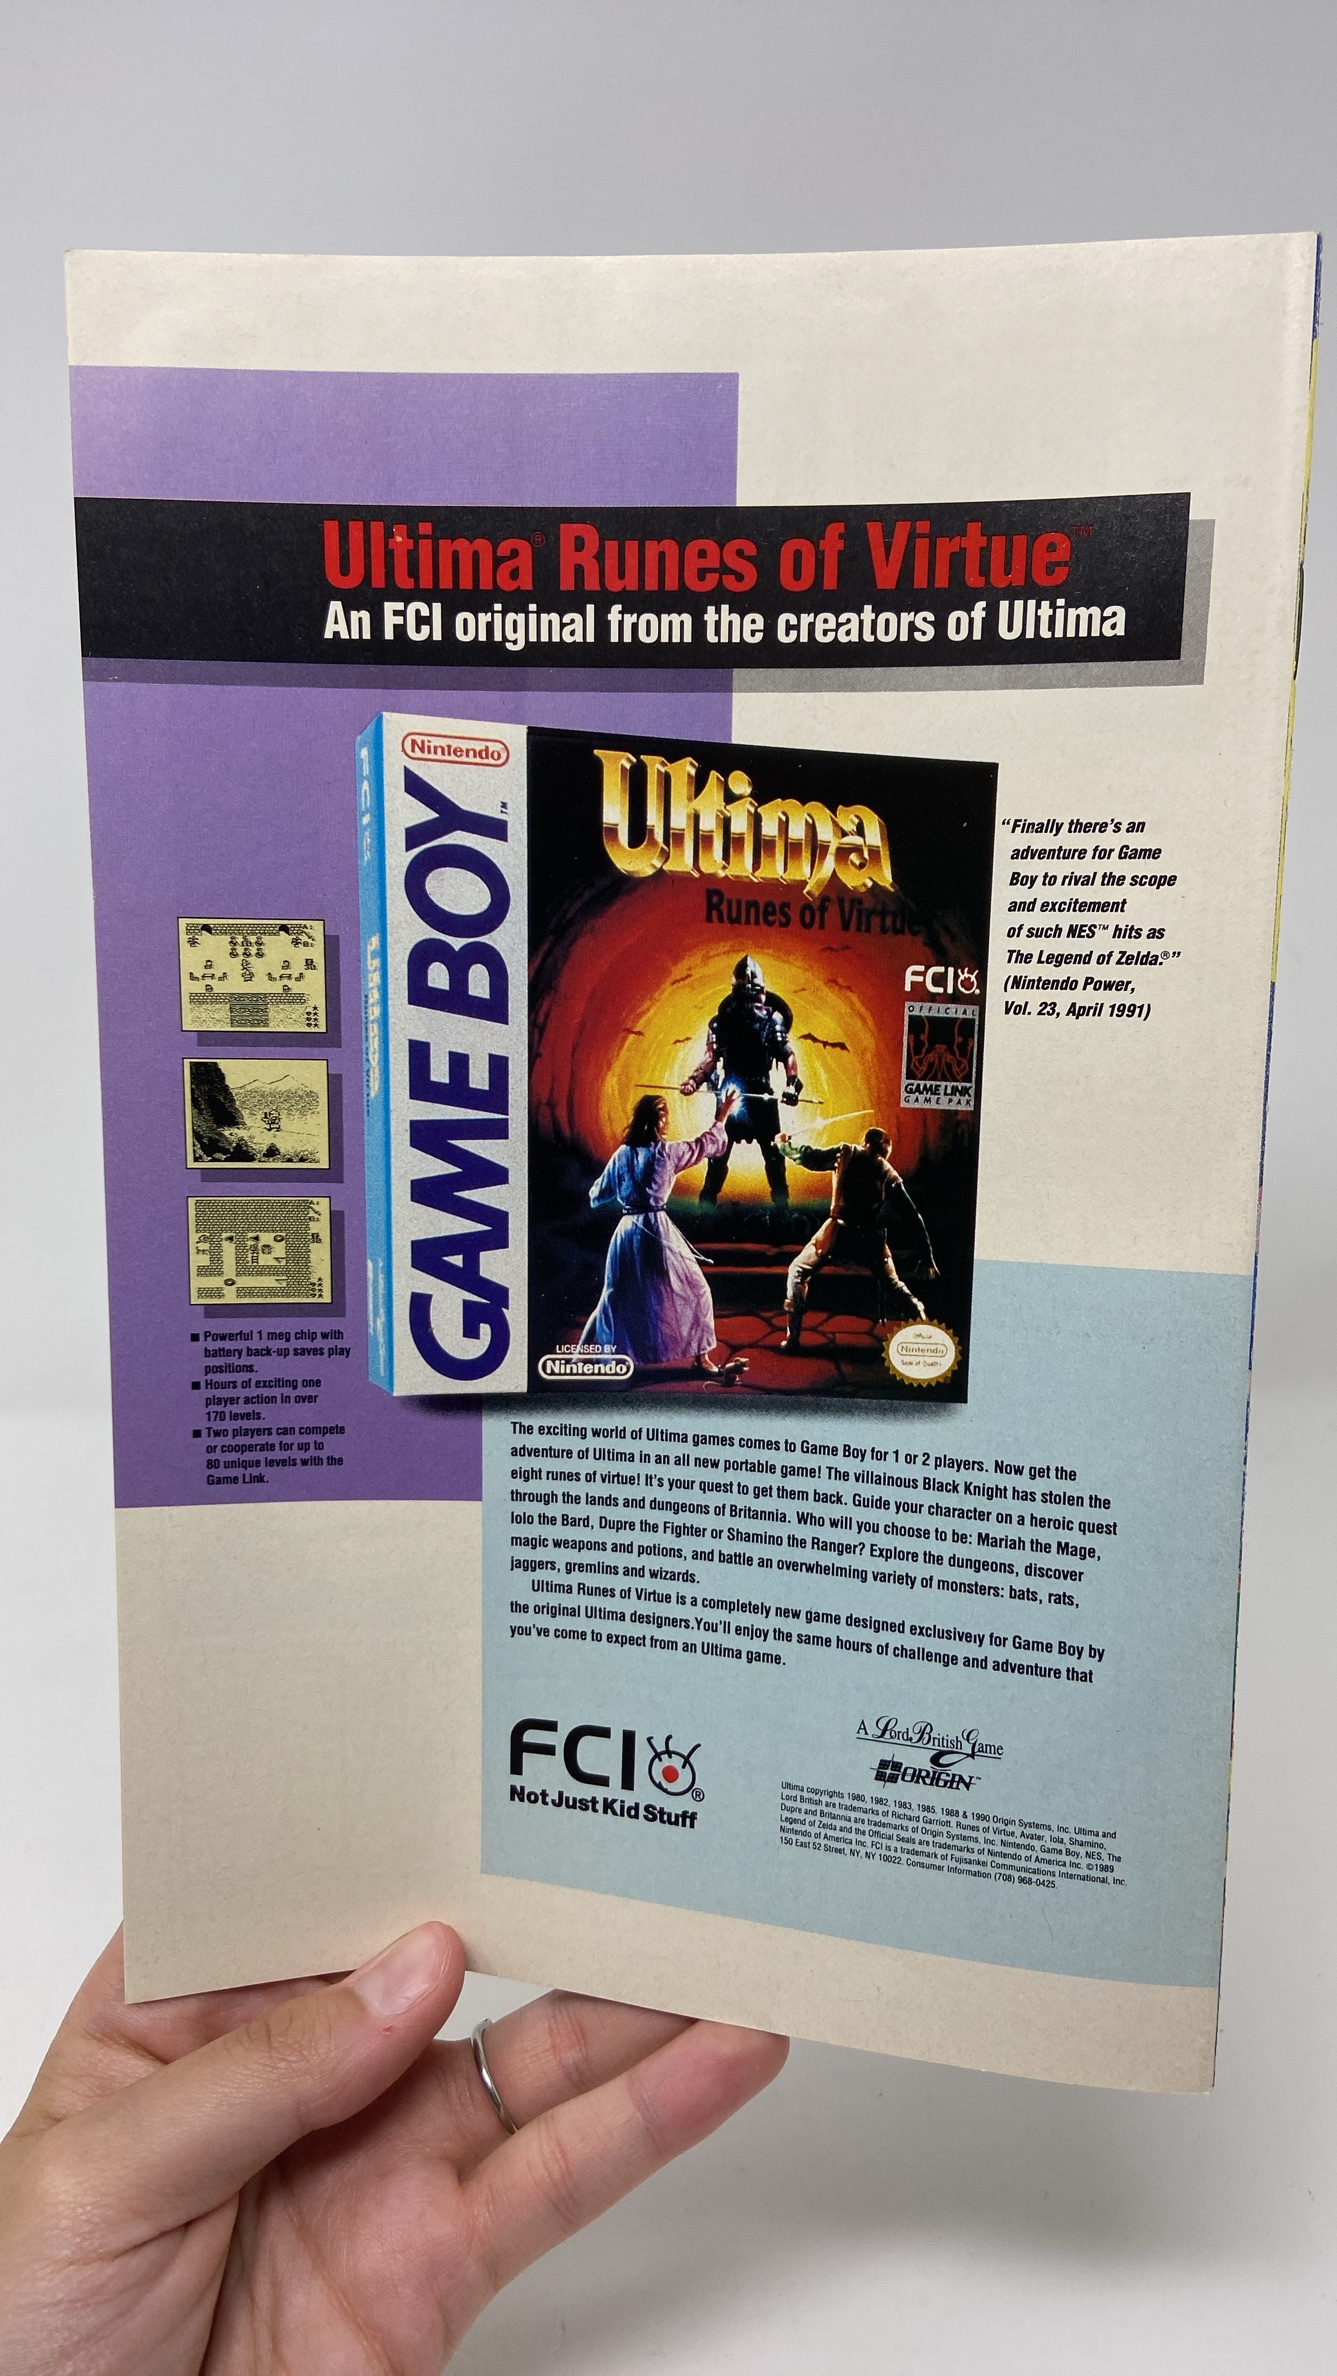 Ultima® Runes of Virtue™
An FCI original from the creators of Ultima
Nintendo®
GAME BOY™
FCI
Ultima
Runes of Virtue
FCI
OFFICIAL
GAME LINK
GAME PAK
LICENSED BY
Nintendo®
Official
Nintendo
Seal of Quality
“Finally there’s an
adventure for Game
Boy to rival the scope
and excitement
of such NES™ hits as
The Legend of Zelda.®”
(Nintendo Power,
Vol. 23, April 1991)
■ Powerful 1 meg chip with
battery back-up saves play
positions.
■ Hours of exciting one
player action in over
170 levels.
■ Two players can compete
or cooperate for up to
80 unique levels with the
Game Link.
The exciting world of Ultima games comes to Game Boy for 1 or 2 players. Now get the
adventure of Ultima in an all new portable game! The villainous Black Knight has stolen the
eight runes of virtue! It’s your quest to get them back. Guide your character on a heroic quest
through the lands and dungeons of Britannia. Who will you choose to be: Mariah the Mage,
Iolo the Bard, Dupre the Fighter or Shamino the Ranger? Explore the dungeons, discover
magic weapons and potions, and battle an overwhelming variety of monsters: bats, rats,
jaggers, gremlins and wizards.
Ultima Runes of Virtue is a completely new game designed exclusively for Game Boy by
the original Ultima designers.You’ll enjoy the same hours of challenge and adventure that
you’ve come to expect from an Ultima game.
FCI®
Not Just Kid Stuff
A Lord British Game
ORIGIN™
Ultima copyrights 1980, 1982, 1983, 1985. 1988 & 1990 Origin Systems, Inc. Ultima and
Lord British are trademarks of Richard Garriott. Runes of Virtue, Avater, Iola, Shamino,
Dupre and Britannia are trademarks of Origin Systems, Inc. Nintendo, Game Boy, NES, The
Legend of Zelda and the Official Seals are trademarks of Nintendo of America Inc. ©1989
Nintendo of America Inc. FCI is a trademark of Fujisankei Communications International, Inc.
150 East 52 Street, NY, NY 10022. Consumer Information (708) 968-0425.